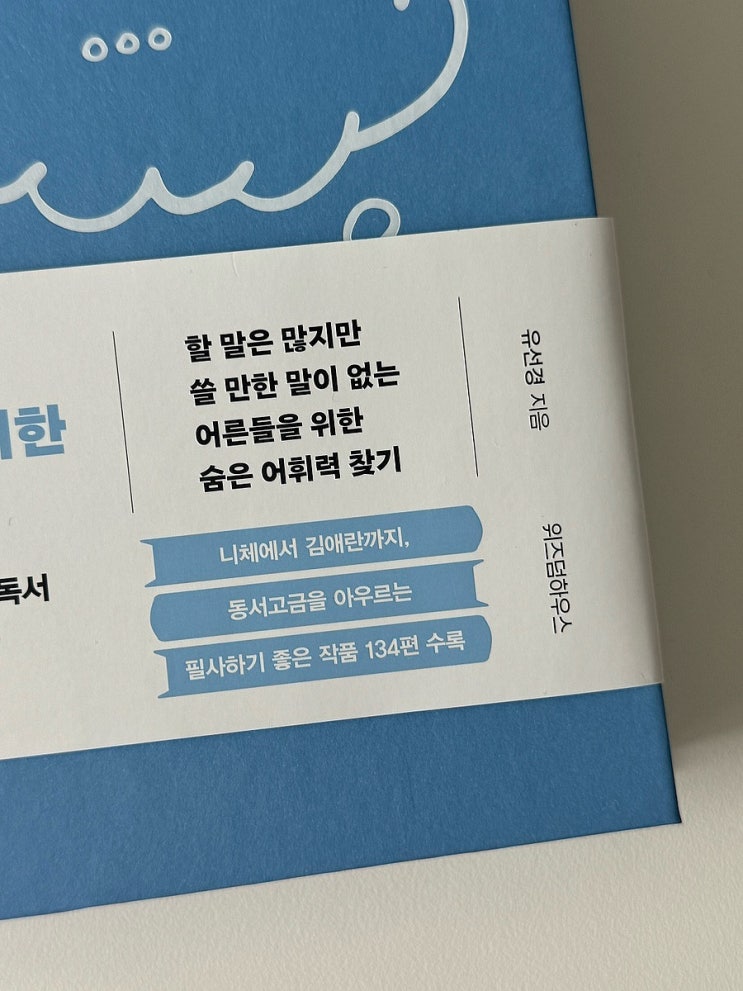 할 말은 많지만
쓸 만한 말이 없는
어른들을 위한
숨은 어휘력 찾기
니체에서 김애란까지,
동서고금을 아우르는
필사하기 좋은 작품 134편 수록
유선경 지음
위즈덤하우스
독서